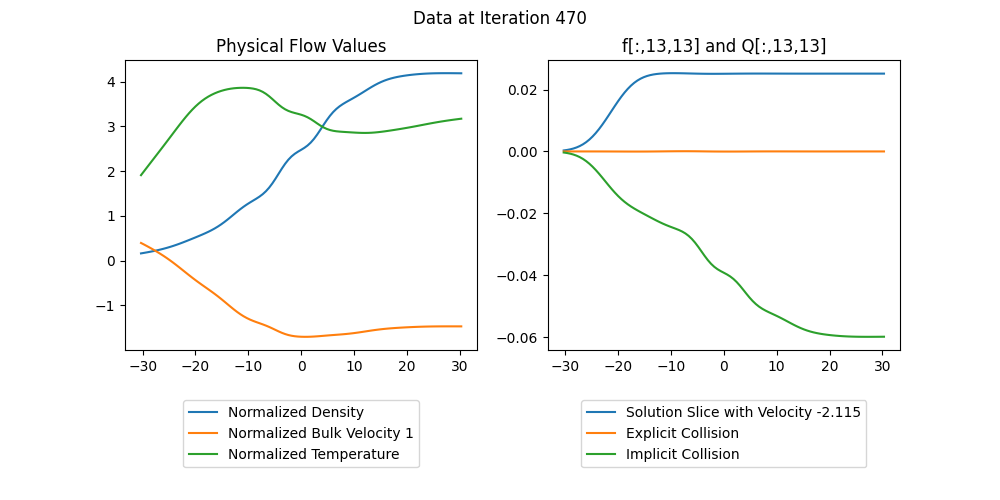 Data at Iteration 470
Physical Flow Values
4
3
2
1
0
−1
−30
−20
−10
0
10
20
30
Normalized Density
Normalized Bulk Velocity 1
Normalized Temperature
f[:,13,13] and Q[:,13,13]
0.02
0.00
−0.02
−0.04
−0.06
−30
−20
−10
0
10
20
30
Solution Slice with Velocity -2.115
Explicit Collision
Implicit Collision